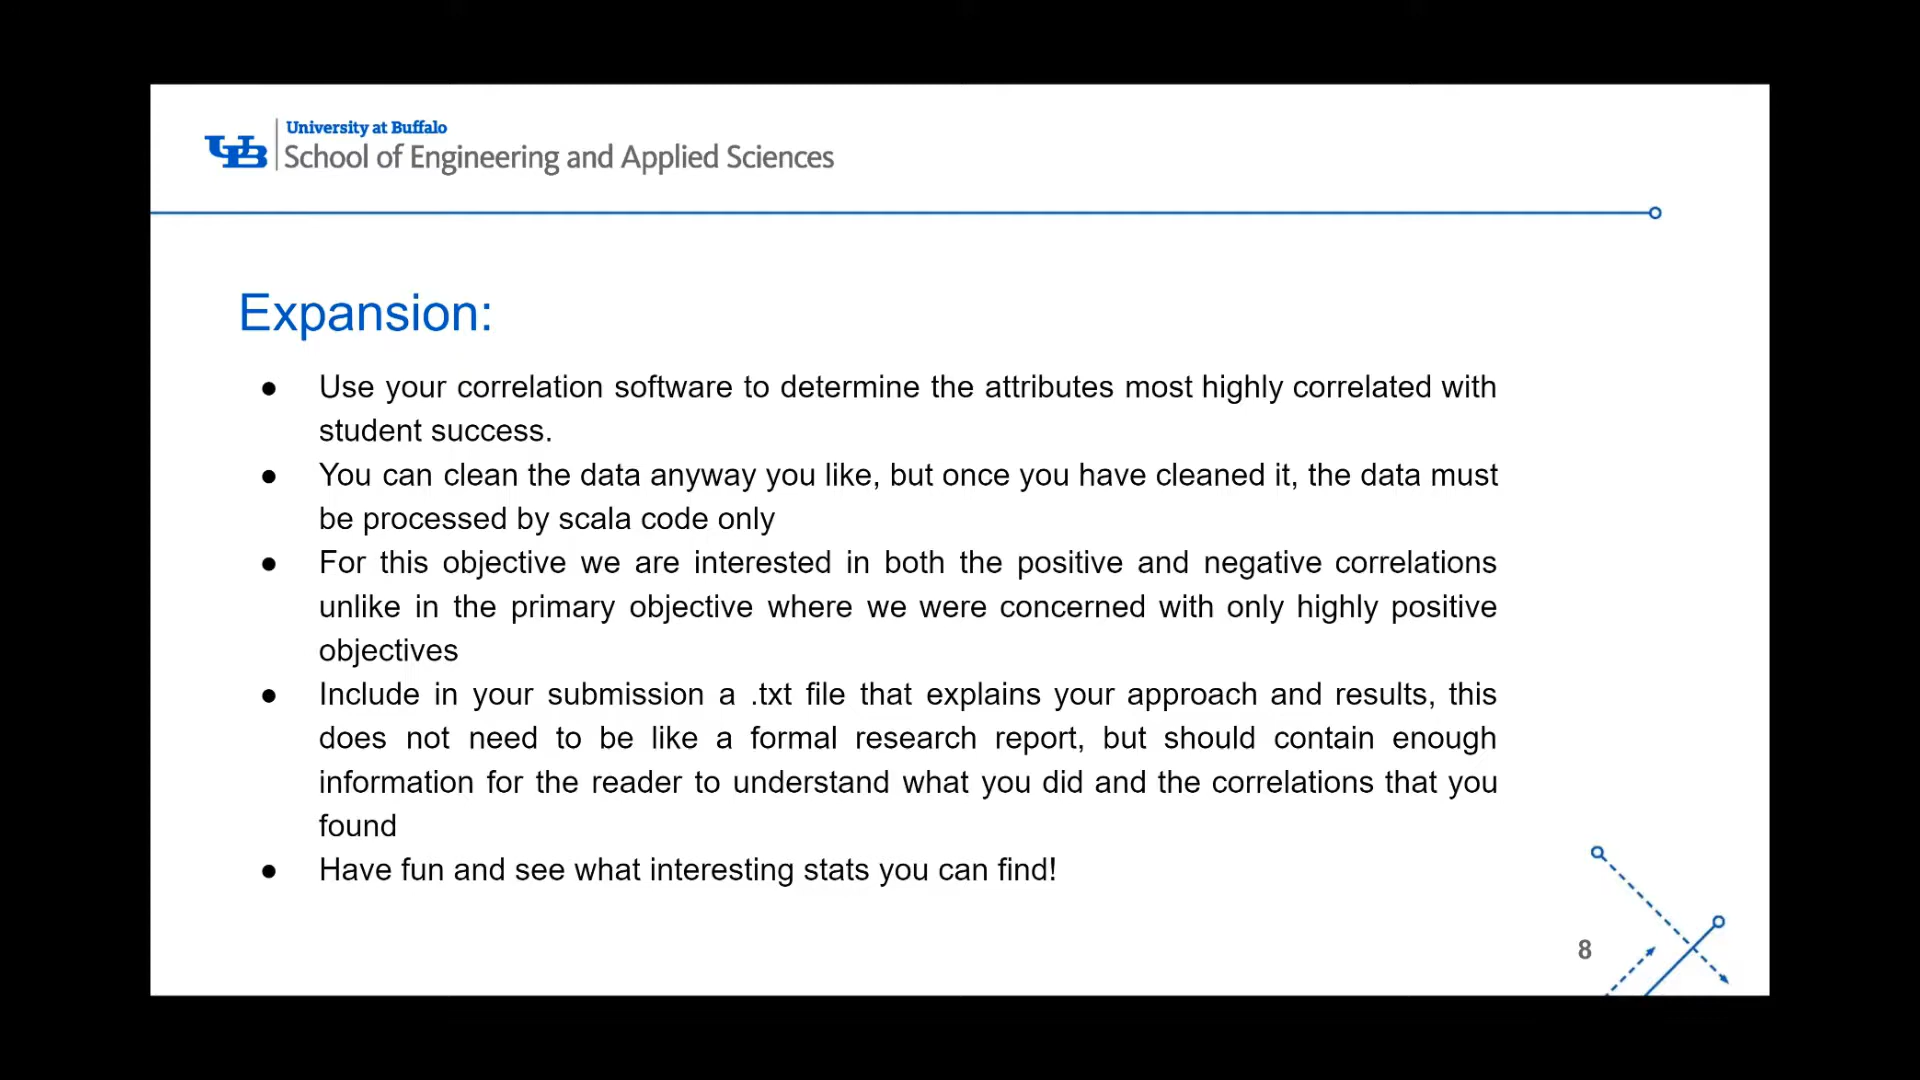 University at Buffalo
School of Engineering and Applied Sciences
Expansion:
● Use your correlation software to determine the attributes most highly correlated with
student success.
● You can clean the data anyway you like, but once you have cleaned it, the data must
be processed by scala code only
● For this objective we are interested in both the positive and negative correlations
unlike in the primary objective where we were concerned with only highly positive
objectives
● Include in your submission a .txt file that explains your approach and results, this
does not need to be like a formal research report, but should contain enough
information for the reader to understand what you did and the correlations that you
found
● Have fun and see what interesting stats you can find!
8